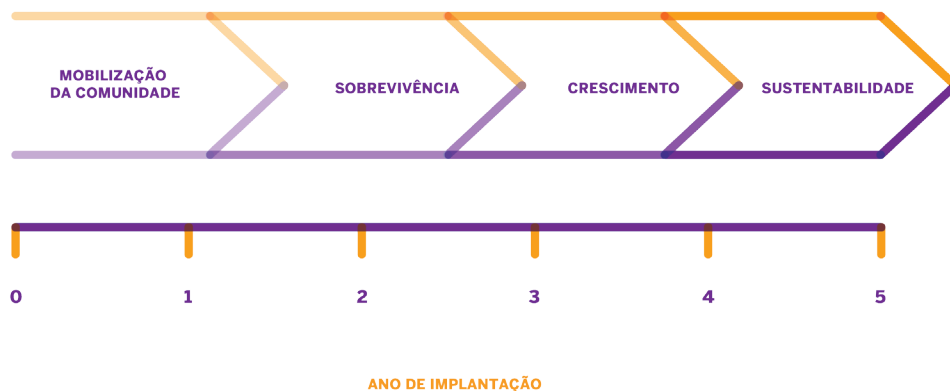 MOBILIZAÇÃO
DA COMUNIDADE
SOBREVIVÊNCIA
CRESCIMENTO
SUSTENTABILIDADE
0 1 2 3 4 5
ANO DE IMPLANTAÇÃO